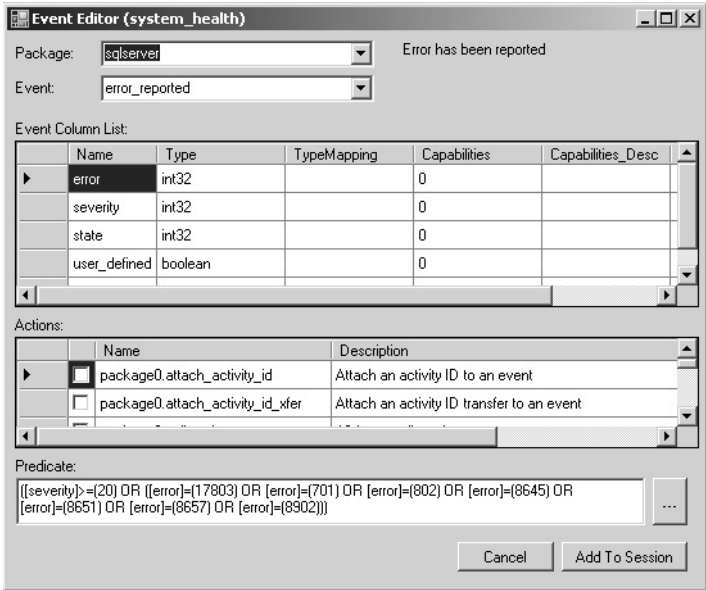 Event Editor (system_health)
Package: sqlserver Error has been reported
Event: error_reported
Event Column List:
Name Type TypeMapping Capabilities Capabilities_Desc
error int32 0
severity int32 0
state int32 0
user_defined boolean 0
Actions:
Name Description
package0.attach_activity_id Attach an activity ID to an event
package0.attach_activity_id_xfer Attach an activity ID transfer to an event
Predicate:
([severity]>=(20) OR ([error]=(17803) OR [error]=(701) OR [error]=(802) OR [error]=(8645) OR
[error]=(8651) OR [error]=(8657) OR [error]=(8902)))
...
Cancel Add To Session